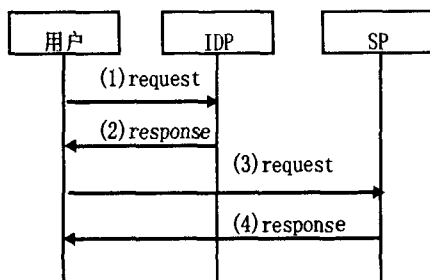 用户
IDP
SP
(1)request
(2)response
(3)request
(4)response